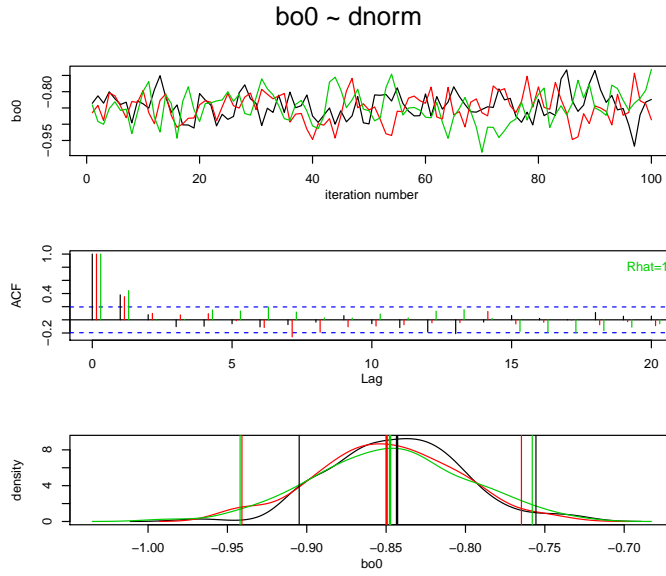 bo0 ~ dnorm
bo0
−0.80
−0.95
0 20 40 60 80 100
iteration number
ACF
1.0
0.4
−0.2
Rhat=1
0 5 10 15 20
Lag
density
8
4
0
−1.00 −0.95 −0.90 −0.85 −0.80 −0.75 −0.70
bo0